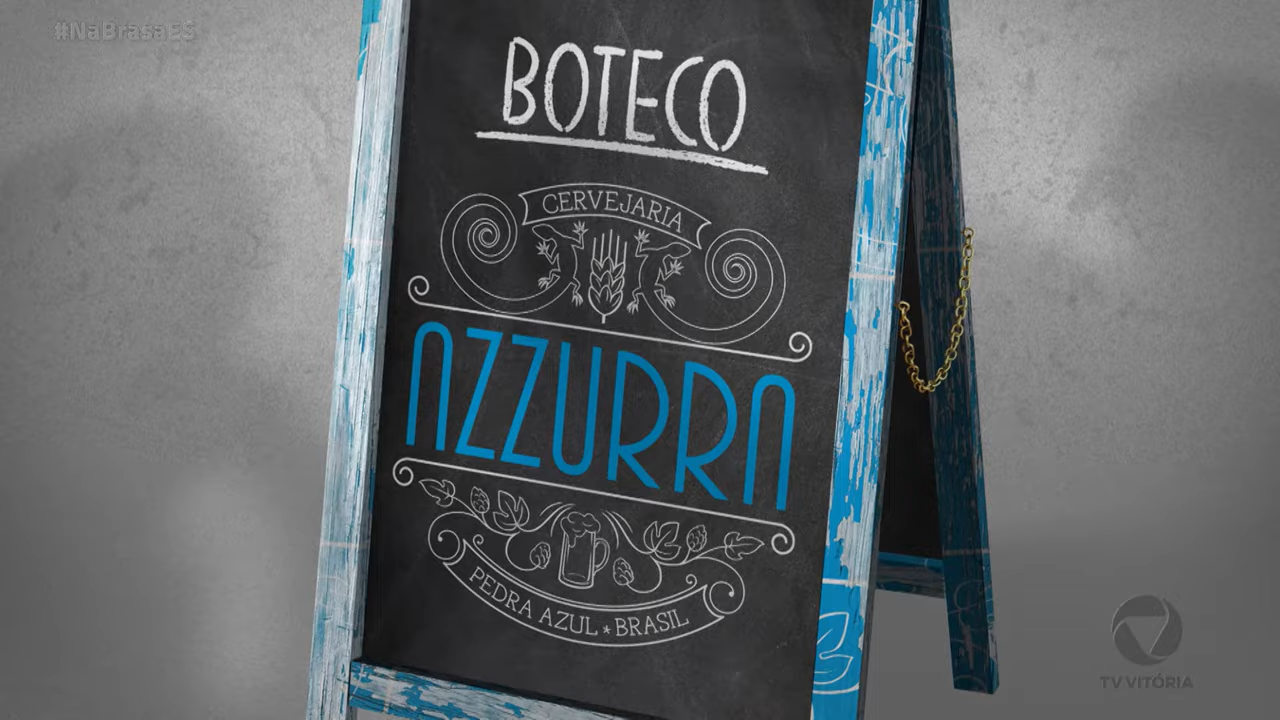 #NaBrasaES
BOTECO
CERVEJARIA
AZZURRA
PEDRA AZUL * BRASIL
TV VITÓRIA